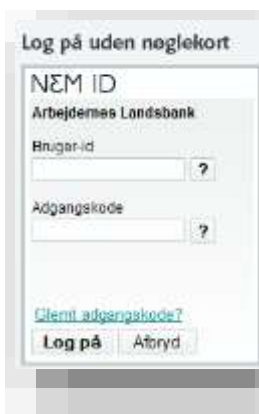 Log på uden nøglekort
NEM ID
Arbejdernes Landsbank
Bruger-id
?
Adgangskode
?
Glemt adgangskode?
Log på Afbryd